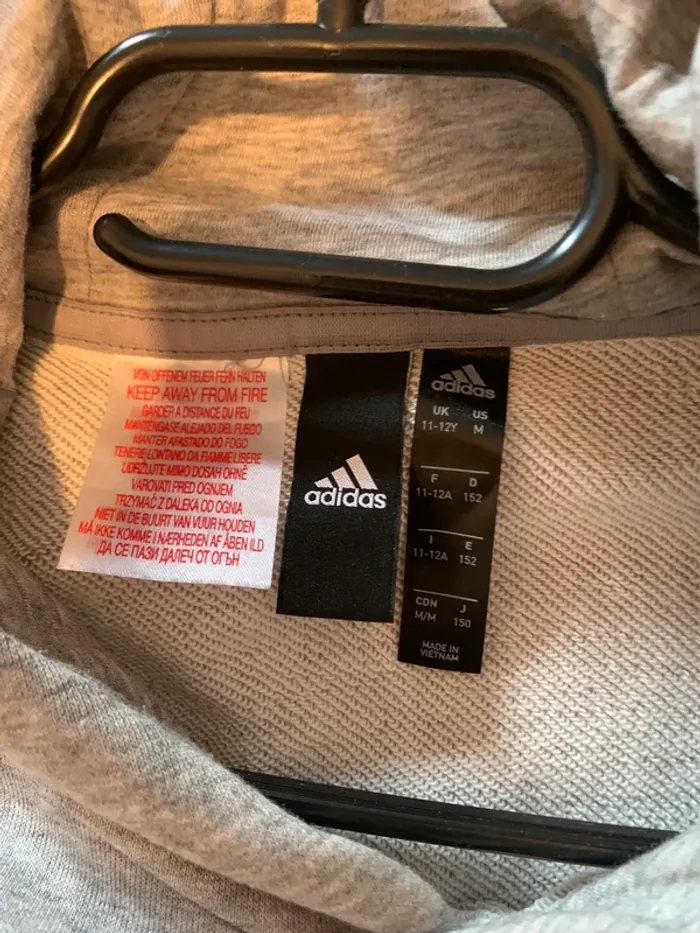 VON OFFENEM FEUER FERN HALTEN
KEEP AWAY FROM FIRE
GARDER A DISTANCE DU FEU
MANTÉNGASE ALEJADO DEL FUEGO
MANTER AFASTADO DO FOGO
TENERE LONTANO DA FIAMME LIBERE
UDRŽUJTE MIMO DOSAH OHNĚ
VAROVATI PRED OGNJEM
TRZYMAĆ Z DALEKA OD OGNIA
NIET IN DE BUURT VAN VUUR HOUDEN
MÅ IKKE KOMME I NÆRHEDEN AF ÅBEN ILD
ДА СЕ ПАЗИ ДАЛЕЧ ОТ ОГЪН
adidas
adidas
UK US
11-12Y M
F D
11-12A 152
I E
11-12A 152
CDN J
M/M 150
MADE IN
VIETNAM